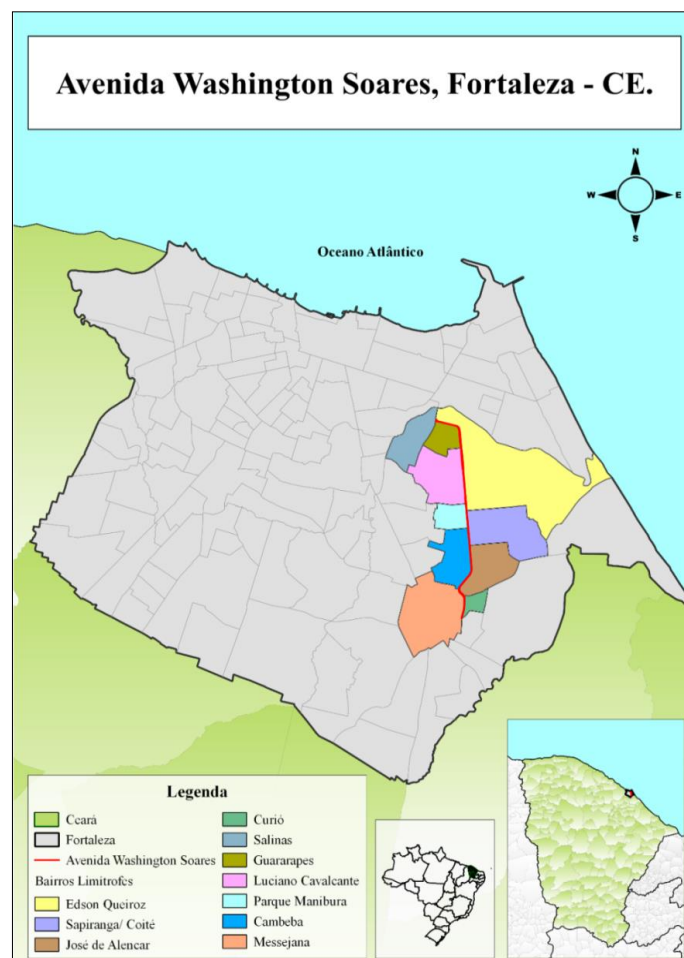 Avenida Washington Soares, Fortaleza - CE.
N
W E
S
Oceano Atlântico
Legenda
Ceará
Fortaleza
Avenida Washington Soares
Bairros Limítrofes
Edson Queiroz
Sapiranga/ Coité
José de Alencar
Curió
Salinas
Guararapes
Luciano Cavalcante
Parque Manibura
Cambeba
Messejana